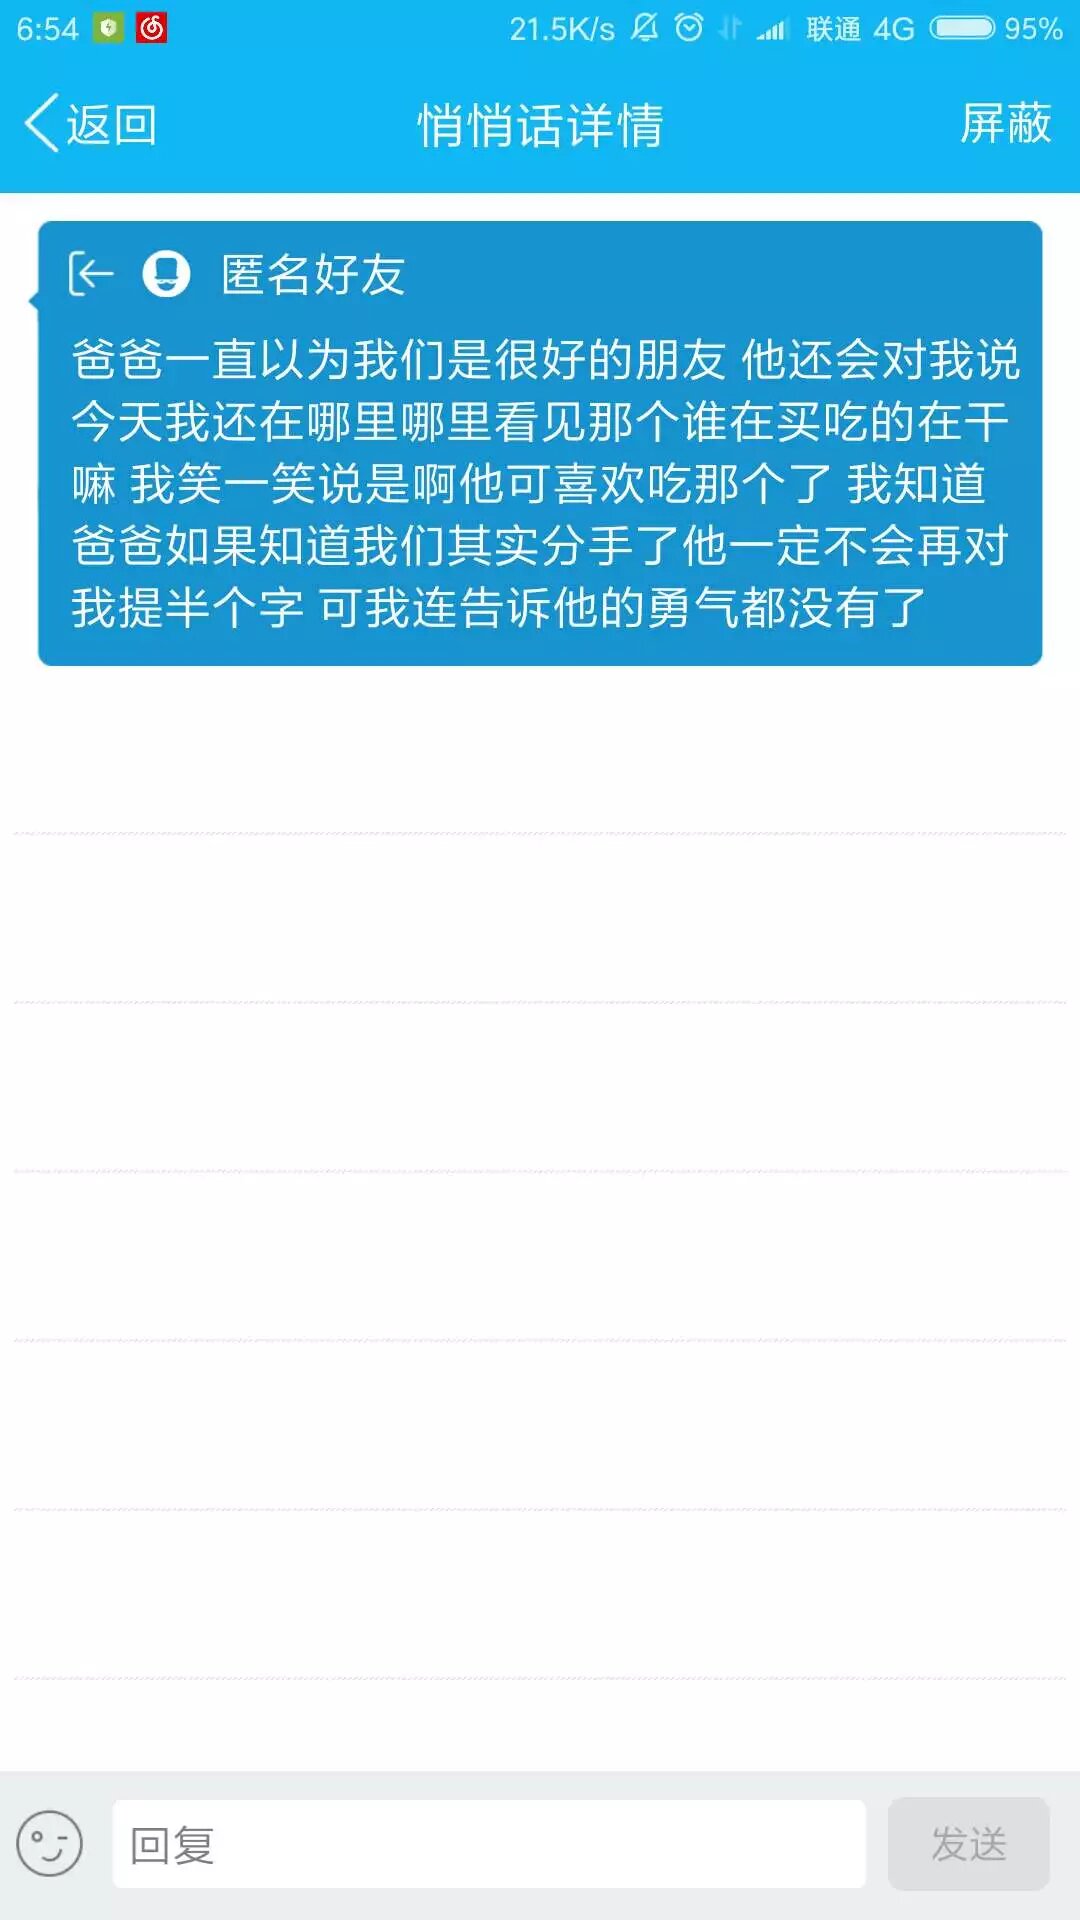 6:54 21.5K/s 联通 4G 95%
返回 悄悄话详情 屏蔽
匿名好友
爸爸一直以为我们是很好的朋友 他还会对我说
今天我还在哪里哪里看见那个谁在买吃的在干
嘛 我笑一笑说是啊他可喜欢吃那个了 我知道
爸爸如果知道我们其实分手了他一定不会再对
我提半个字 可我连告诉他的勇气都没有了
回复 发送